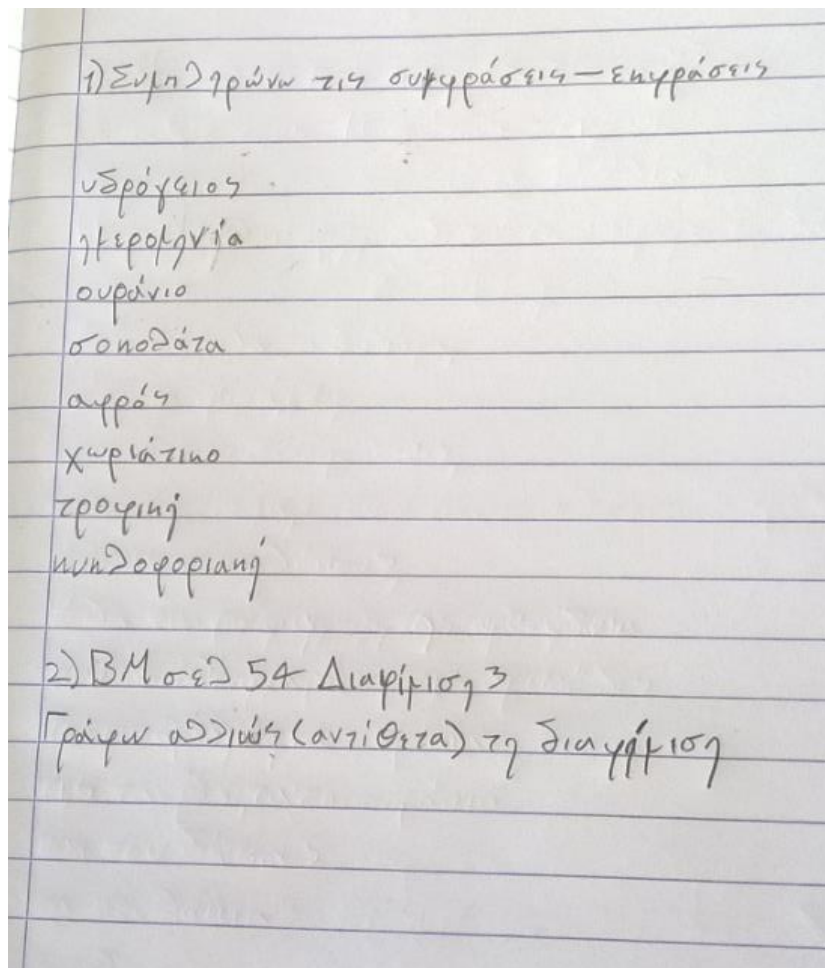 1) Συμπληρώνω τις συμφράσεις – εκφράσεις
υδρόγειος
ημερομηνία
ουράνιο
σοκολάτα
αφρός
χωριάτικο
τροφική
κυκλοφοριακή
2) ΒΜ σελ 54 Διαφίμιση 3
Γράφω αλλιώς (αντίθετα) τη διαφήμιση